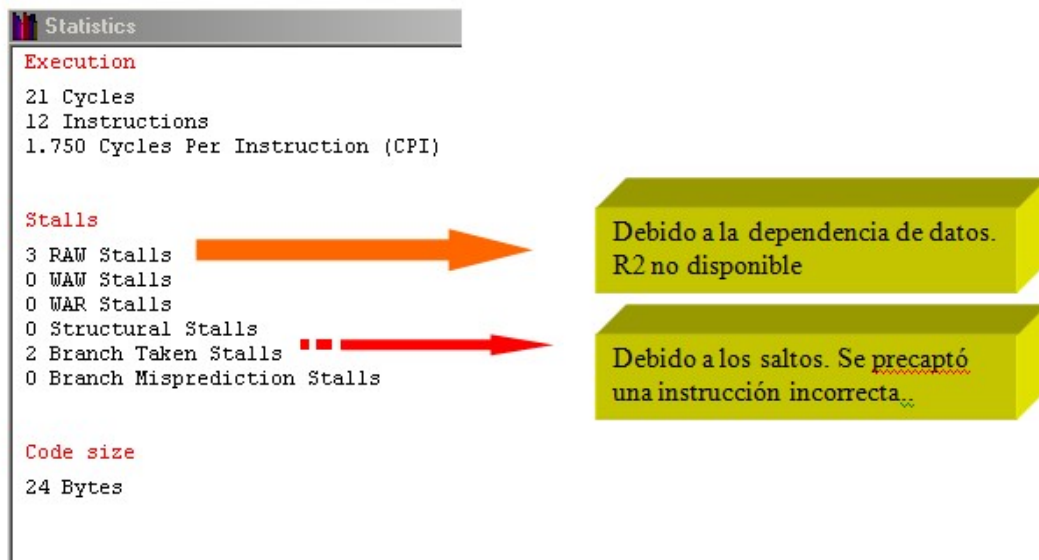 Statistics
Execution
21 Cycles
12 Instructions
1.750 Cycles Per Instruction (CPI)
Stalls
3 RAW Stalls
0 WAW Stalls
0 WAR Stalls
0 Structural Stalls
2 Branch Taken Stalls
0 Branch Misprediction Stalls
Code size
24 Bytes
Debido a la dependencia de datos.
R2 no disponible
Debido a los saltos. Se precaptó
una instrucción incorrecta..